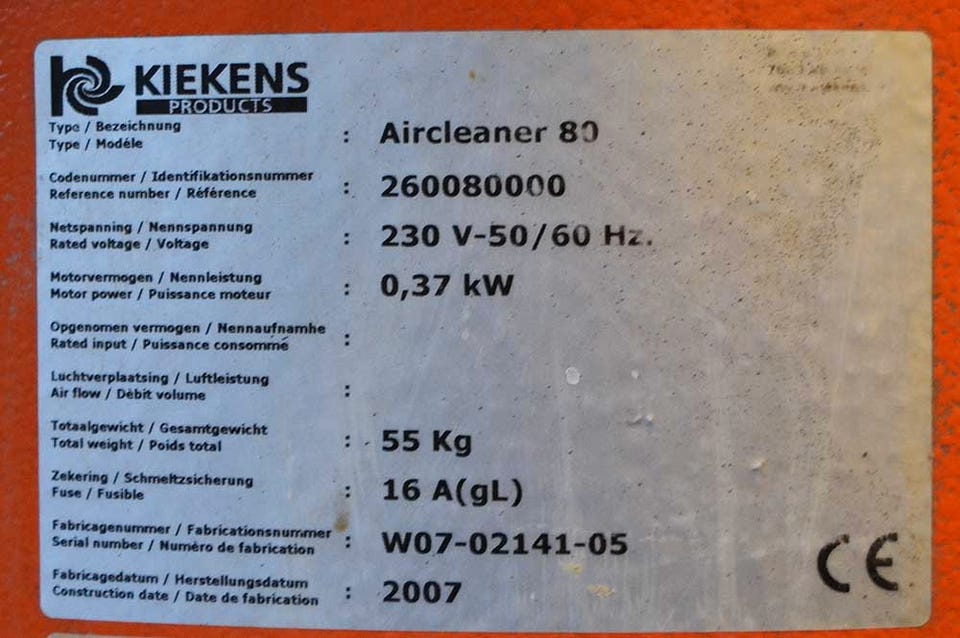 KIEKENS
PRODUCTS
Type / Bezeichnung
Type / Modéle : Aircleaner 80
Codenummer / Identifikationsnummer
Reference number / Référence : 260080000
Netspanning / Nennspannung
Rated voltage / Voltage : 230 V-50/60 Hz.
Motorvermogen / Nennleistung
Motor power / Puissance moteur : 0,37 kW
Opgenomen vermogen / Nennaufnamhe
Rated input / Puissance consommé :
Luchtverplaatsing / Luftleistung
Air flow / Débit volume :
Totaalgewicht / Gesamtgewicht
Total weight / Poids total : 55 Kg
Zekering / Schmeltzsicherung
Fuse / Fusible : 16 A(gL)
Fabricagenummer / Fabricationsnummer
Serial number / Numéro de fabrication : W07-02141-05
Fabricagedatum / Herstellungsdatum
Construction date / Date de fabrication : 2007
CE